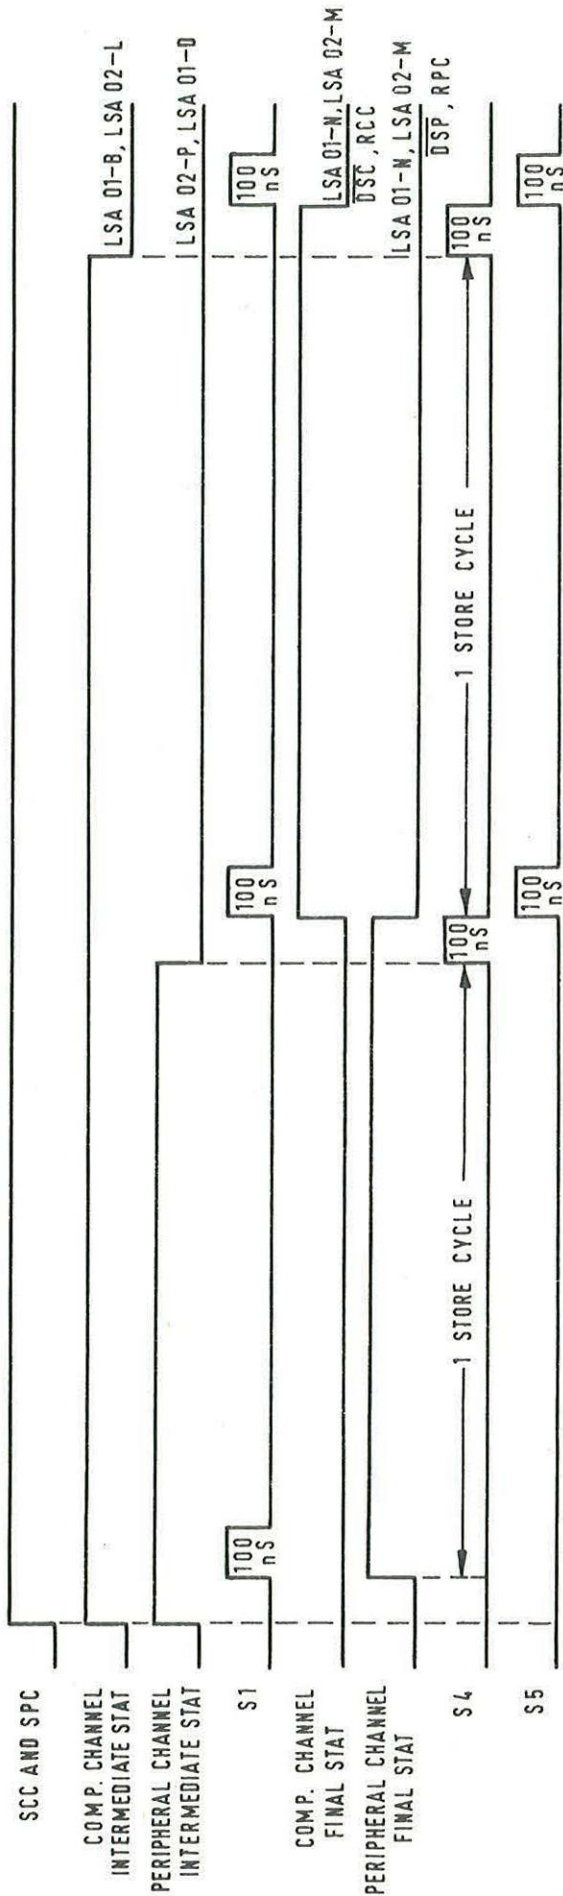 SCC AND SPC
COMP. CHANNEL
INTERMEDIATE STAT
LSA 01-B, LSA 02-L
PERIPHERAL CHANNEL
INTERMEDIATE STAT
LSA 02-P, LSA 01-D
S1
100
nS
100
nS
100
nS
COMP. CHANNEL
FINAL STAT
LSA 01-N, LSA 02-M
DSC, RCC
PERIPHERAL CHANNEL
FINAL STAT
LSA 01-N, LSA 02-M
DSP, RPC
S4
1 STORE CYCLE
100
nS
1 STORE CYCLE
100
nS
S5
100
nS
100
nS